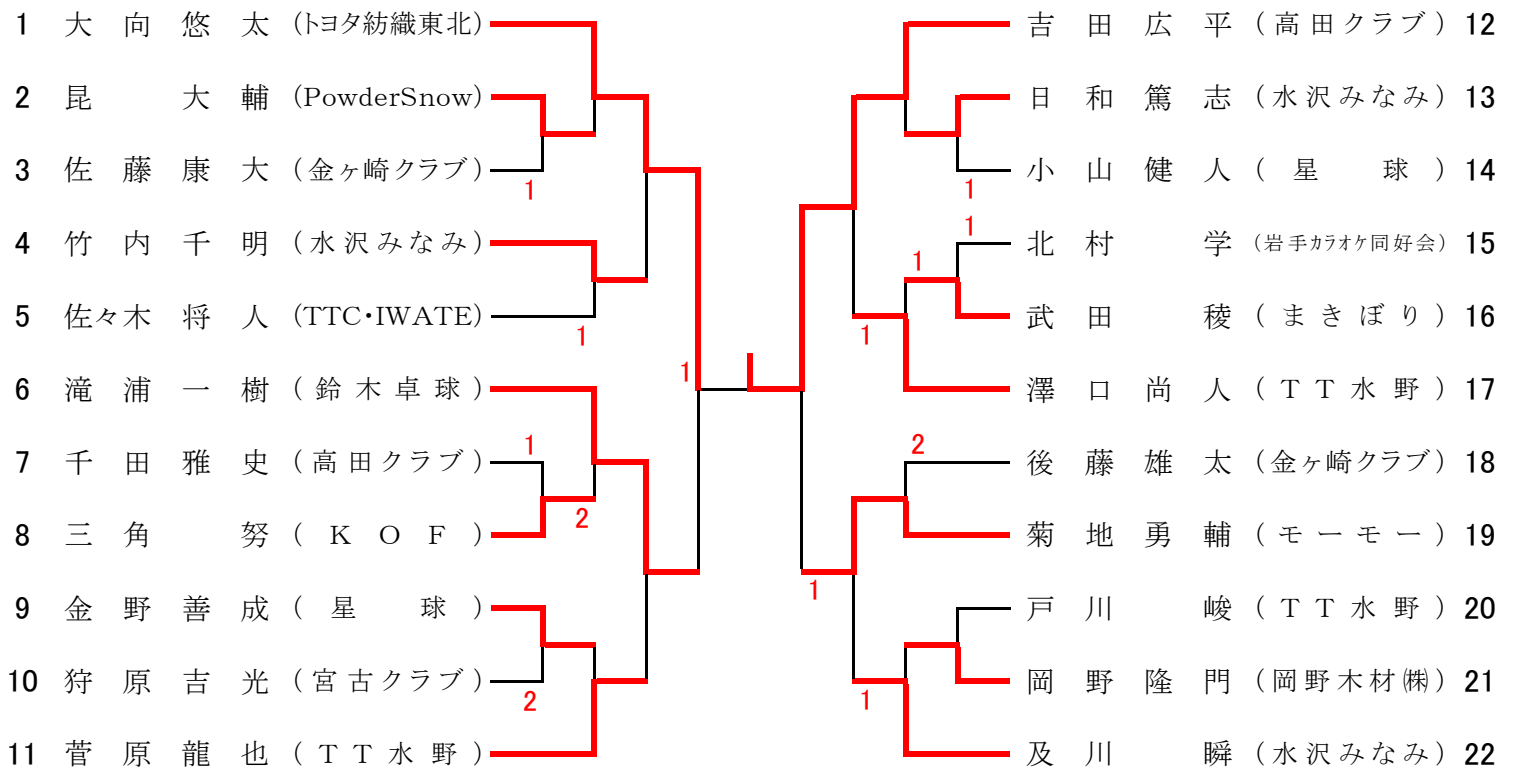 1 大向悠太 (トヨタ紡織東北)
2 昆大輔 (PowderSnow)
3 佐藤康大 (金ヶ崎クラブ)
1
4 竹内千明 (水沢みなみ)
5 佐々木将人 (TTC・IWATE)
1
1
6 滝浦一樹 (鈴木卓球)
1
7 千田雅史 (高田クラブ)
2
8 三角努 (KOF)
9 金野善成 (星球)
10 狩原吉光 (宮古クラブ)
2
11 菅原龍也 (TT水野)
吉田広平 (高田クラブ) 12
日和篤志 (水沢みなみ) 13
小山健人 (星球) 14
1
1
北村学 (岩手カラオケ同好会) 15
1
武田稜 (まきぼり) 16
1
澤口尚人 (TT水野) 17
2
後藤雄太 (金ヶ崎クラブ) 18
菊地勇輔 (モーモー) 19
1
戸川峻 (TT水野) 20
岡野隆門 (岡野木材㈱) 21
1
及川瞬 (水沢みなみ) 22